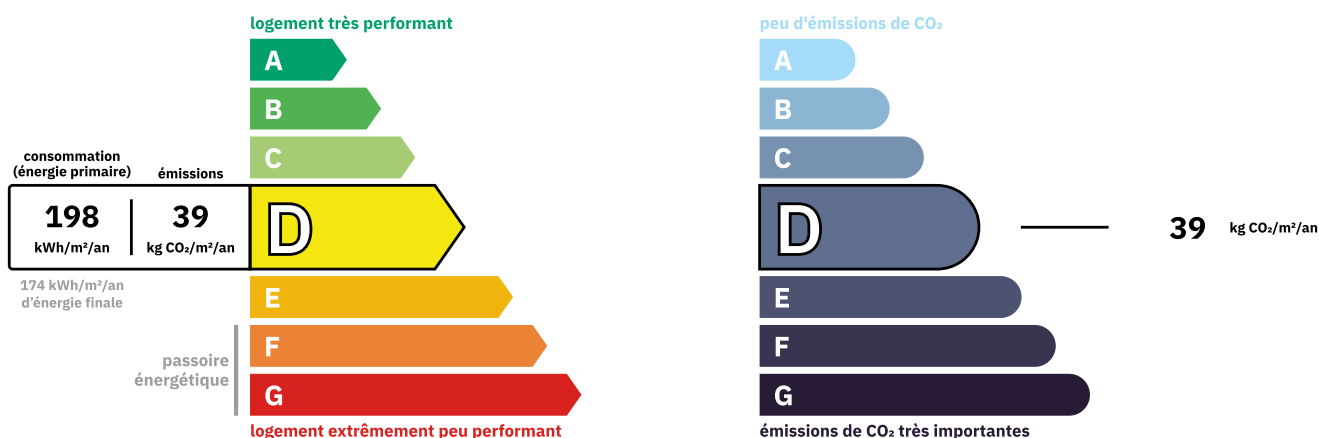 logement très performant
A
B
C
consommation
(énergie primaire)
émissions
198
kWh/m²/an
39
kg CO₂/m²/an
D
174 kWh/m²/an
d'énergie finale
E
F
passoire
énergétique
G
logement extrêmement peu performant
peu d'émissions de CO₂
A
B
C
D
39 kg CO₂/m²/an
E
F
G
émissions de CO₂ très importantes